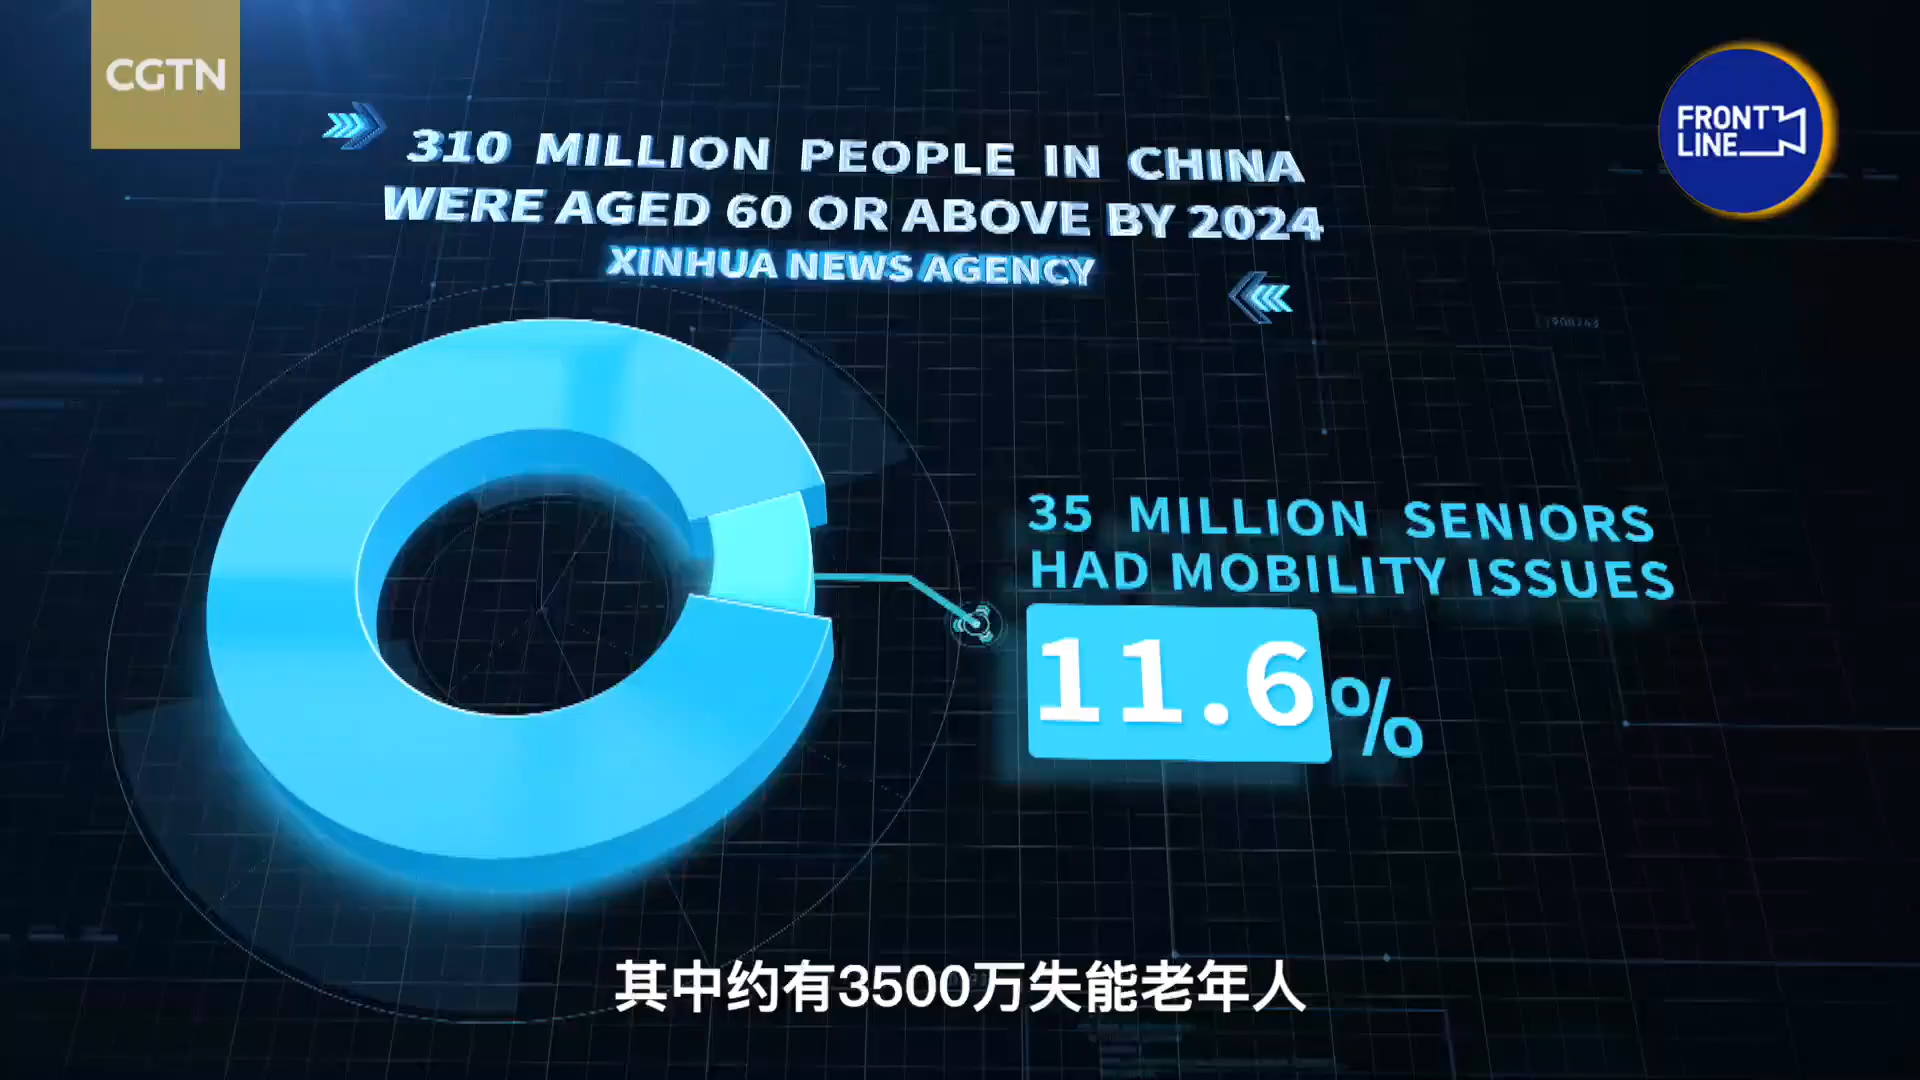 CGTN
FRONT
LINE
310 MILLION PEOPLE IN CHINA
WERE AGED 60 OR ABOVE BY 2024
XINHUA NEWS AGENCY
35 MILLION SENIORS
HAD MOBILITY ISSUES
11.6%
其中约有3500万失能老年人